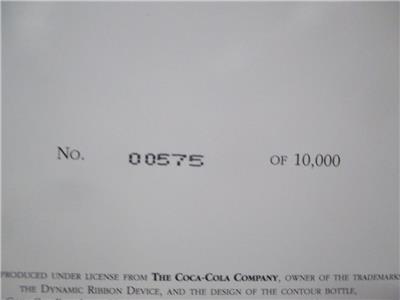 No. 00575 OF 10,000
PRODUCED UNDER LICENSE FROM THE COCA-COLA COMPANY, OWNER OF THE TRADEMARKS
THE DYNAMIC RIBBON DEVICE, AND THE DESIGN OF THE CONTOUR BOTTLE,